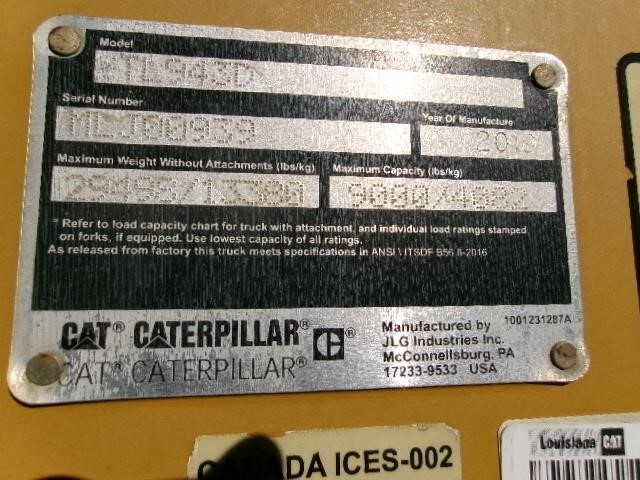 Model
TL943D
Serial Number
Year Of Manufacture
MLJ00939
Maximum Weight Without Attachments (lbs/kg)
Maximum Capacity (lbs/kg)
9000/4082
* Refer to load capacity chart for truck with attachment, and individual load ratings stamped
on forks, if equipped. Use lowest capacity of all ratings.
As released from factory this truck meets specifications in ANSI \ ITSDF B56.6-2016
CAT® CATERPILLAR®
CAT® CATERPILLAR®
Manufactured by
JLG Industries Inc.
McConnellsburg, PA
17233-9533 USA
1001231287A
CANADA ICES-002
Louisiana CAT